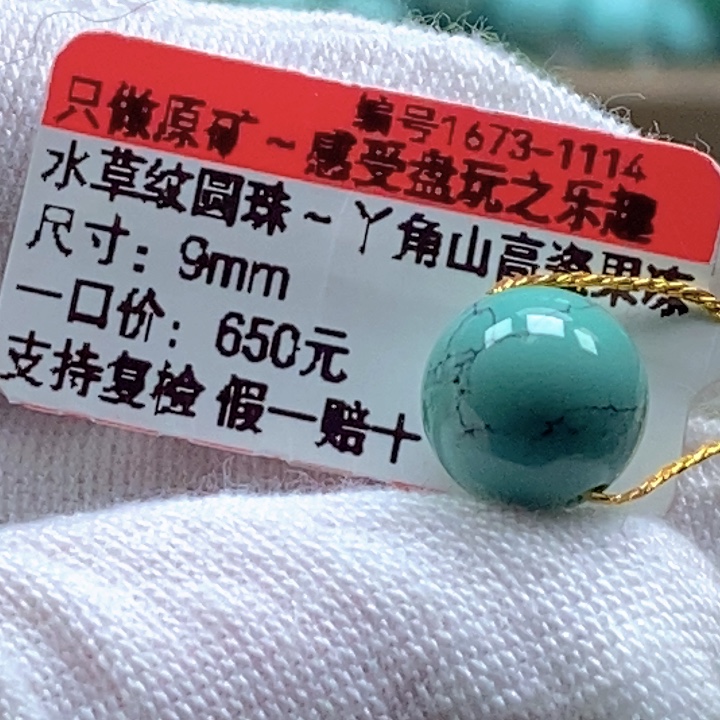 编号1673-1114
只做原矿~感受盘玩之乐趣
水草纹圆珠~丫角山高瓷果冻
尺寸：9mm
一口价：650元
支持复检 假一赔十